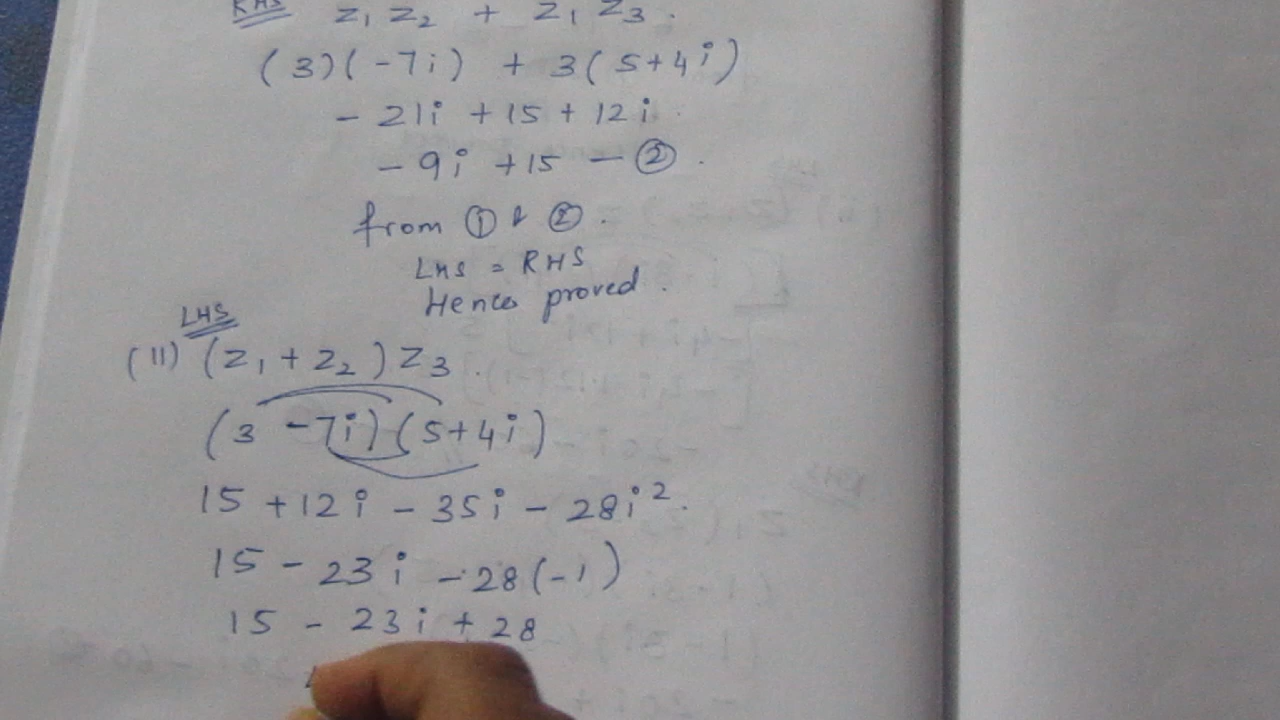 RHS z₁ z₂ + z₁ z₃.
(3)(-7i) + 3(5+4i)
- 21i +15 + 12i.
- 9i +15 — ②.
from ① & ②.
LHS = RHS
Hence proved.
LHS
(II) (z₁ + z₂) z₃.
(3 -7i)(5+4i)
15 +12i - 35i - 28i².
15 - 23i - 28(-1)
15 - 23i + 28